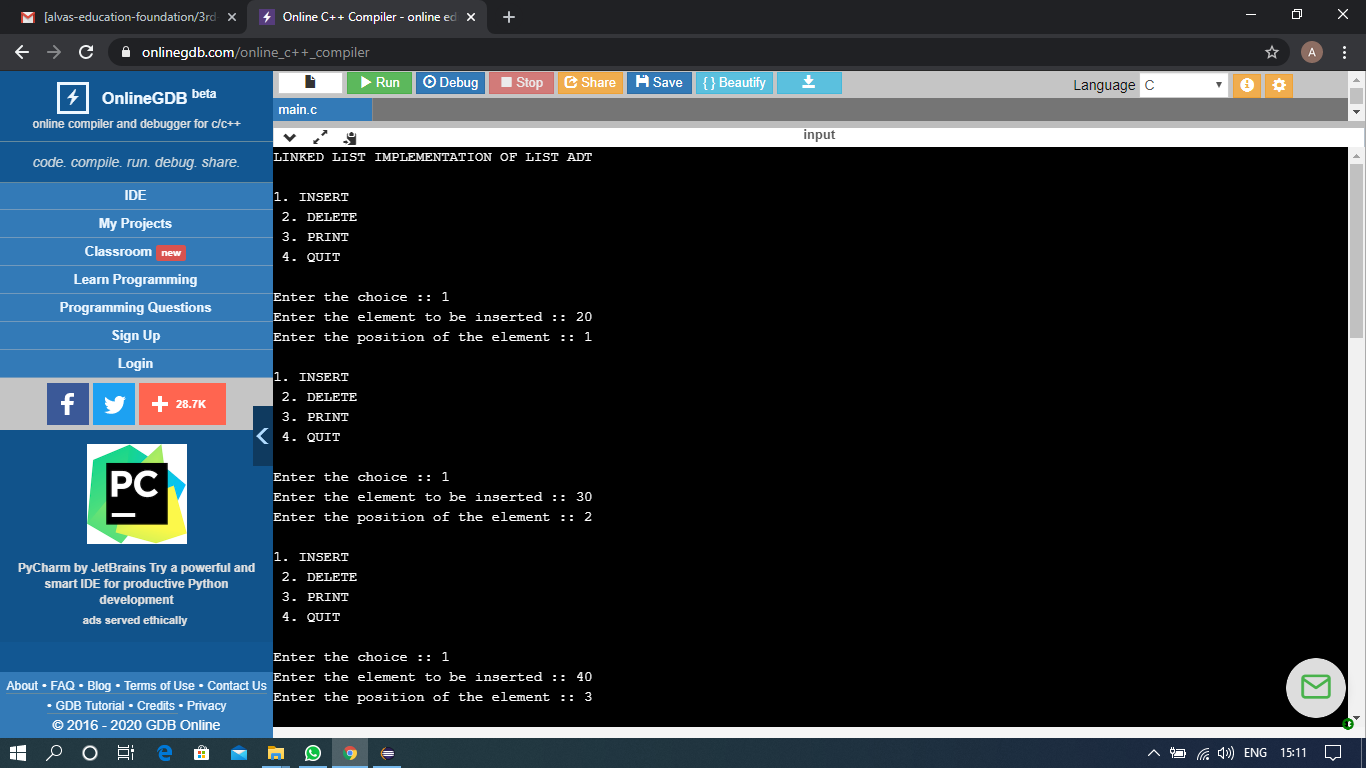 [alvas-education-foundation/3rd
Online C++ Compiler - online ed
onlinegdb.com/online_c++_compiler
A
OnlineGDB beta
online compiler and debugger for c/c++
code. compile. run. debug. share.
IDE
My Projects
Classroom new
Learn Programming
Programming Questions
Sign Up
Login
28.7K
PC
PyCharm by JetBrains Try a powerful and
smart IDE for productive Python
development
ads served ethically
About • FAQ • Blog • Terms of Use • Contact Us
• GDB Tutorial • Credits • Privacy
© 2016 - 2020 GDB Online
Run Debug Stop Share Save { } Beautify
Language C
main.c
input
LINKED LIST IMPLEMENTATION OF LIST ADT
1. INSERT
2. DELETE
3. PRINT
4. QUIT
Enter the choice :: 1
Enter the element to be inserted :: 20
Enter the position of the element :: 1
1. INSERT
2. DELETE
3. PRINT
4. QUIT
Enter the choice :: 1
Enter the element to be inserted :: 30
Enter the position of the element :: 2
1. INSERT
2. DELETE
3. PRINT
4. QUIT
Enter the choice :: 1
Enter the element to be inserted :: 40
Enter the position of the element :: 3
ENG 15:11